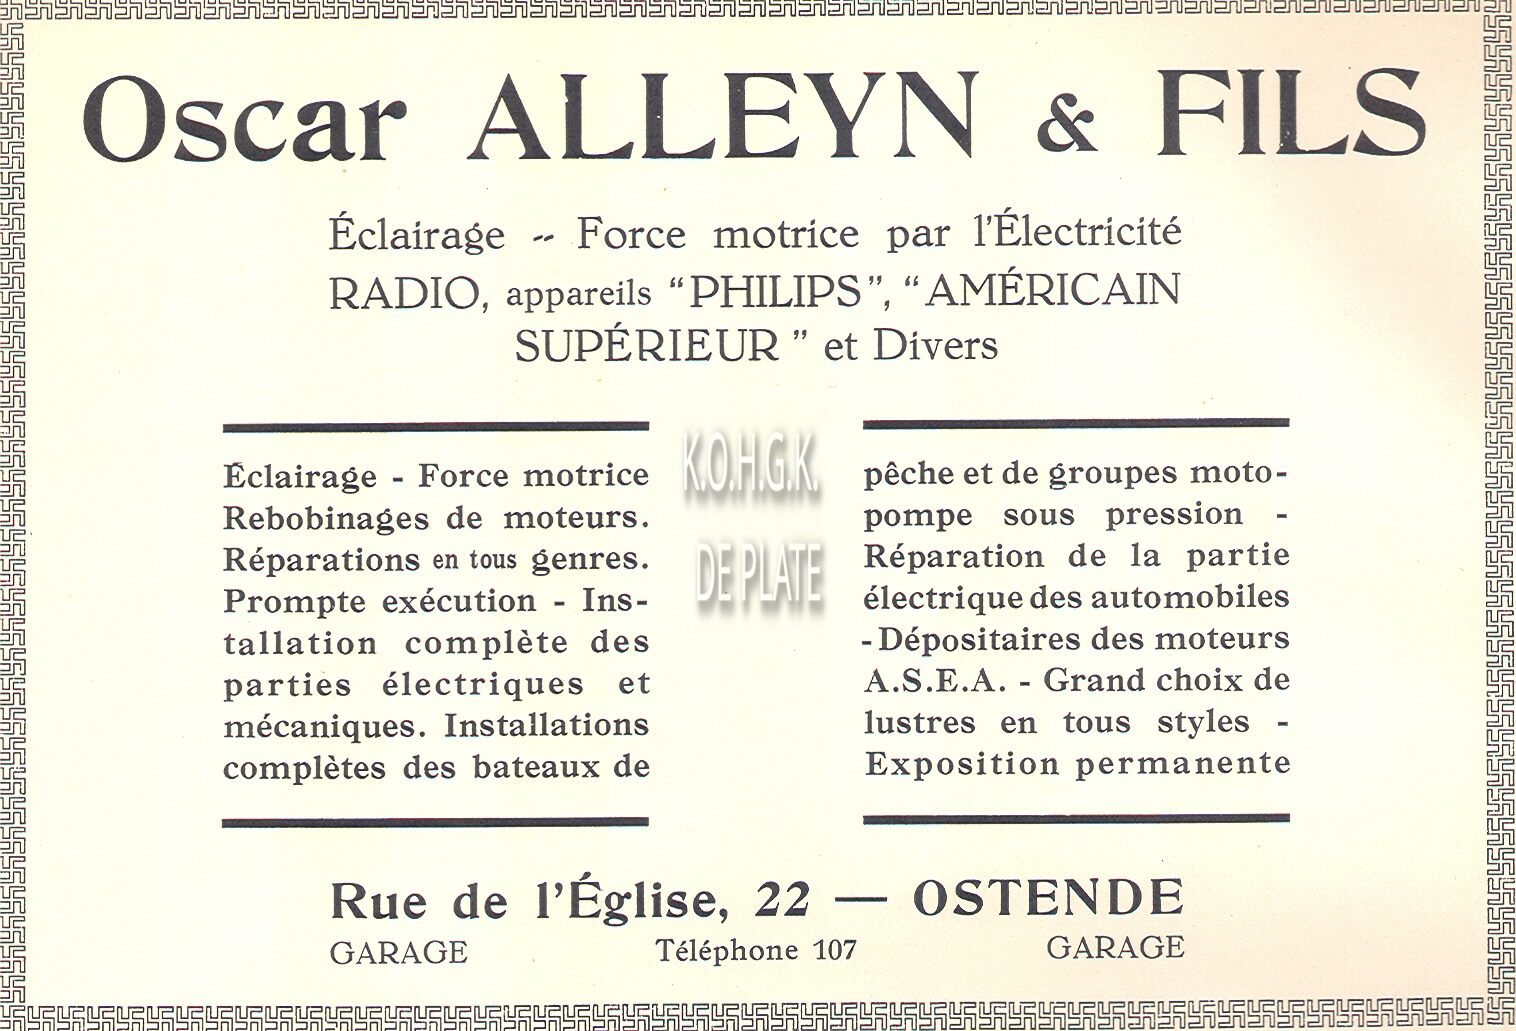 Oscar ALLEYN & FILS
Éclairage -- Force motrice par l'Électricité
RADIO, appareils “PHILIPS”, “AMÉRICAIN
SUPÉRIEUR” et Divers
Éclairage - Force motrice
Rebobinages de moteurs.
Réparations en tous genres.
Prompte exécution - Ins-
tallation complète des
parties électriques et
mécaniques. Installations
complètes des bateaux de
K.O.H.G.K.
DE PLATE
pêche et de groupes moto-
pompe sous pression -
Réparation de la partie
électrique des automobiles
- Dépositaires des moteurs
A.S.E.A. - Grand choix de
lustres en tous styles -
Exposition permanente
Rue de l'Église, 22 — OSTENDE
GARAGE Téléphone 107 GARAGE